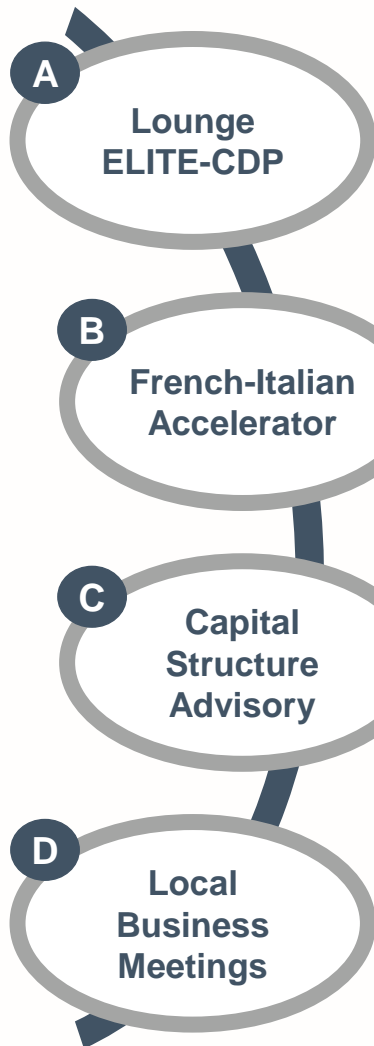 A
Lounge
ELITE-CDP
B
French-Italian
Accelerator
C
Capital
Structure
Advisory
D
Local
Business
Meetings